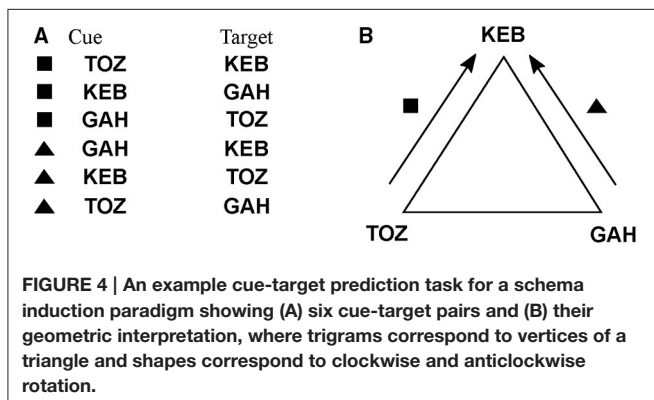 A Cue Target
TOZ KEB
KEB GAH
GAH TOZ
GAH KEB
KEB TOZ
TOZ GAH
B
KEB
TOZ GAH
FIGURE 4 | An example cue-target prediction task for a schema
induction paradigm showing (A) six cue-target pairs and (B) their
geometric interpretation, where trigrams correspond to vertices of a
triangle and shapes correspond to clockwise and anticlockwise
rotation.